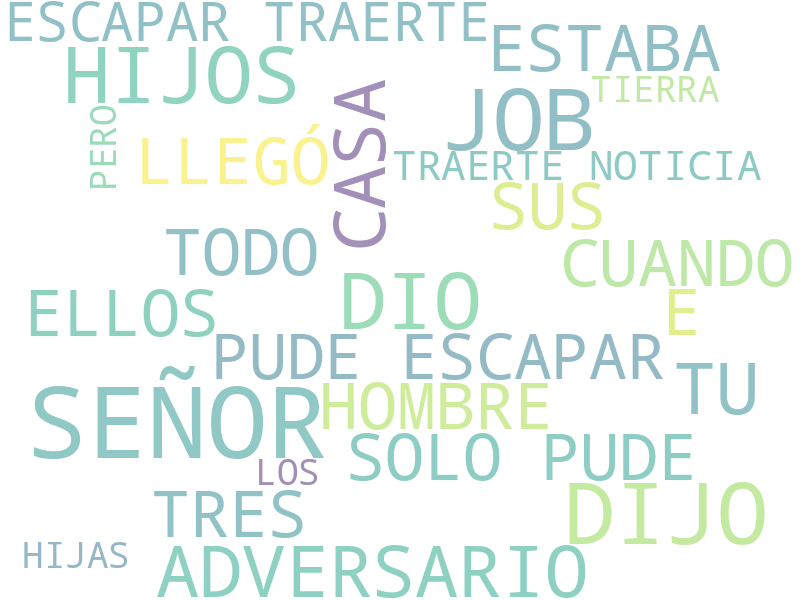 ESCAPAR TRAERTE
ESTABA
HIJOS
TIERRA
JOB
CASA
PERO
LLEGÓ
TRAERTE NOTICIA
SUS
TODO
CUANDO
DIO
ELLOS
E
PUDE ESCAPAR
TU
SEÑOR
HOMBRE
SOLO PUDE
LOS
DIJO
TRES
HIJAS
ADVERSARIO